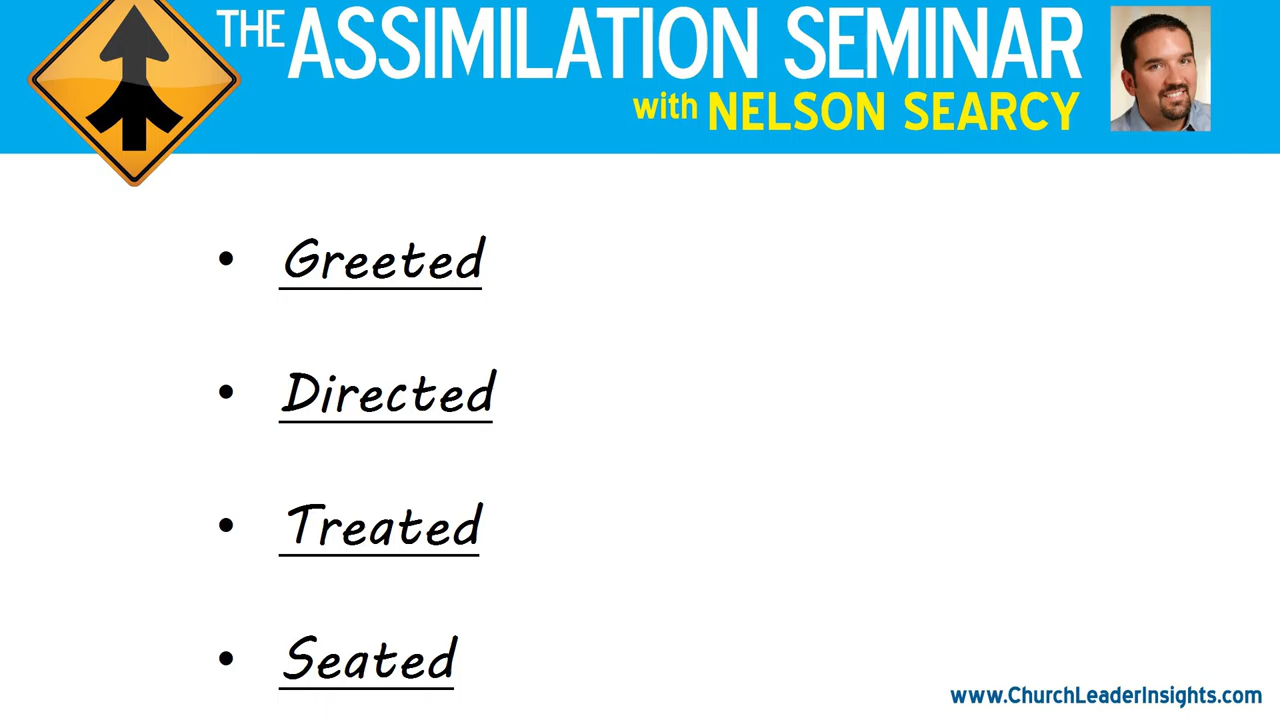 THE ASSIMILATION SEMINAR
with NELSON SEARCY
• Greeted
• Directed
• Treated
• Seated
www.ChurchLeaderInsights.com